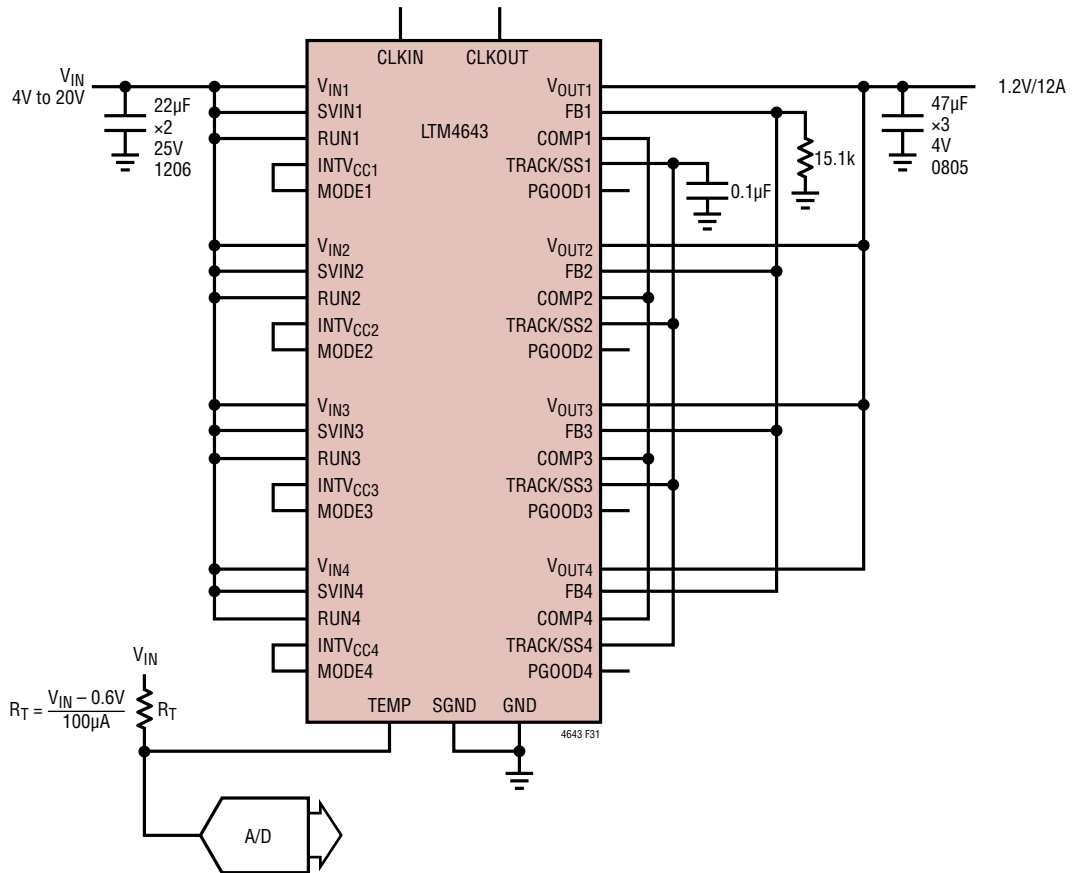 CLKIN CLKOUT
LTM4643
VIN
4V to 20V
22µF
×2
25V
1206
VIN1
SVIN1
RUN1
INTVCC1
MODE1
VIN2
SVIN2
RUN2
INTVCC2
MODE2
VIN3
SVIN3
RUN3
INTVCC3
MODE3
VIN4
SVIN4
RUN4
INTVCC4
MODE4
VOUT1
FB1
COMP1
TRACK/SS1
PGOOD1
VOUT2
FB2
COMP2
TRACK/SS2
PGOOD2
VOUT3
FB3
COMP3
TRACK/SS3
PGOOD3
VOUT4
FB4
COMP4
TRACK/SS4
PGOOD4
1.2V/12A
47µF
×3
4V
0805
15.1k
0.1µF
TEMP SGND GND
4643 F31
VIN
RT = VIN – 0.6V
100µA
RT
A/D